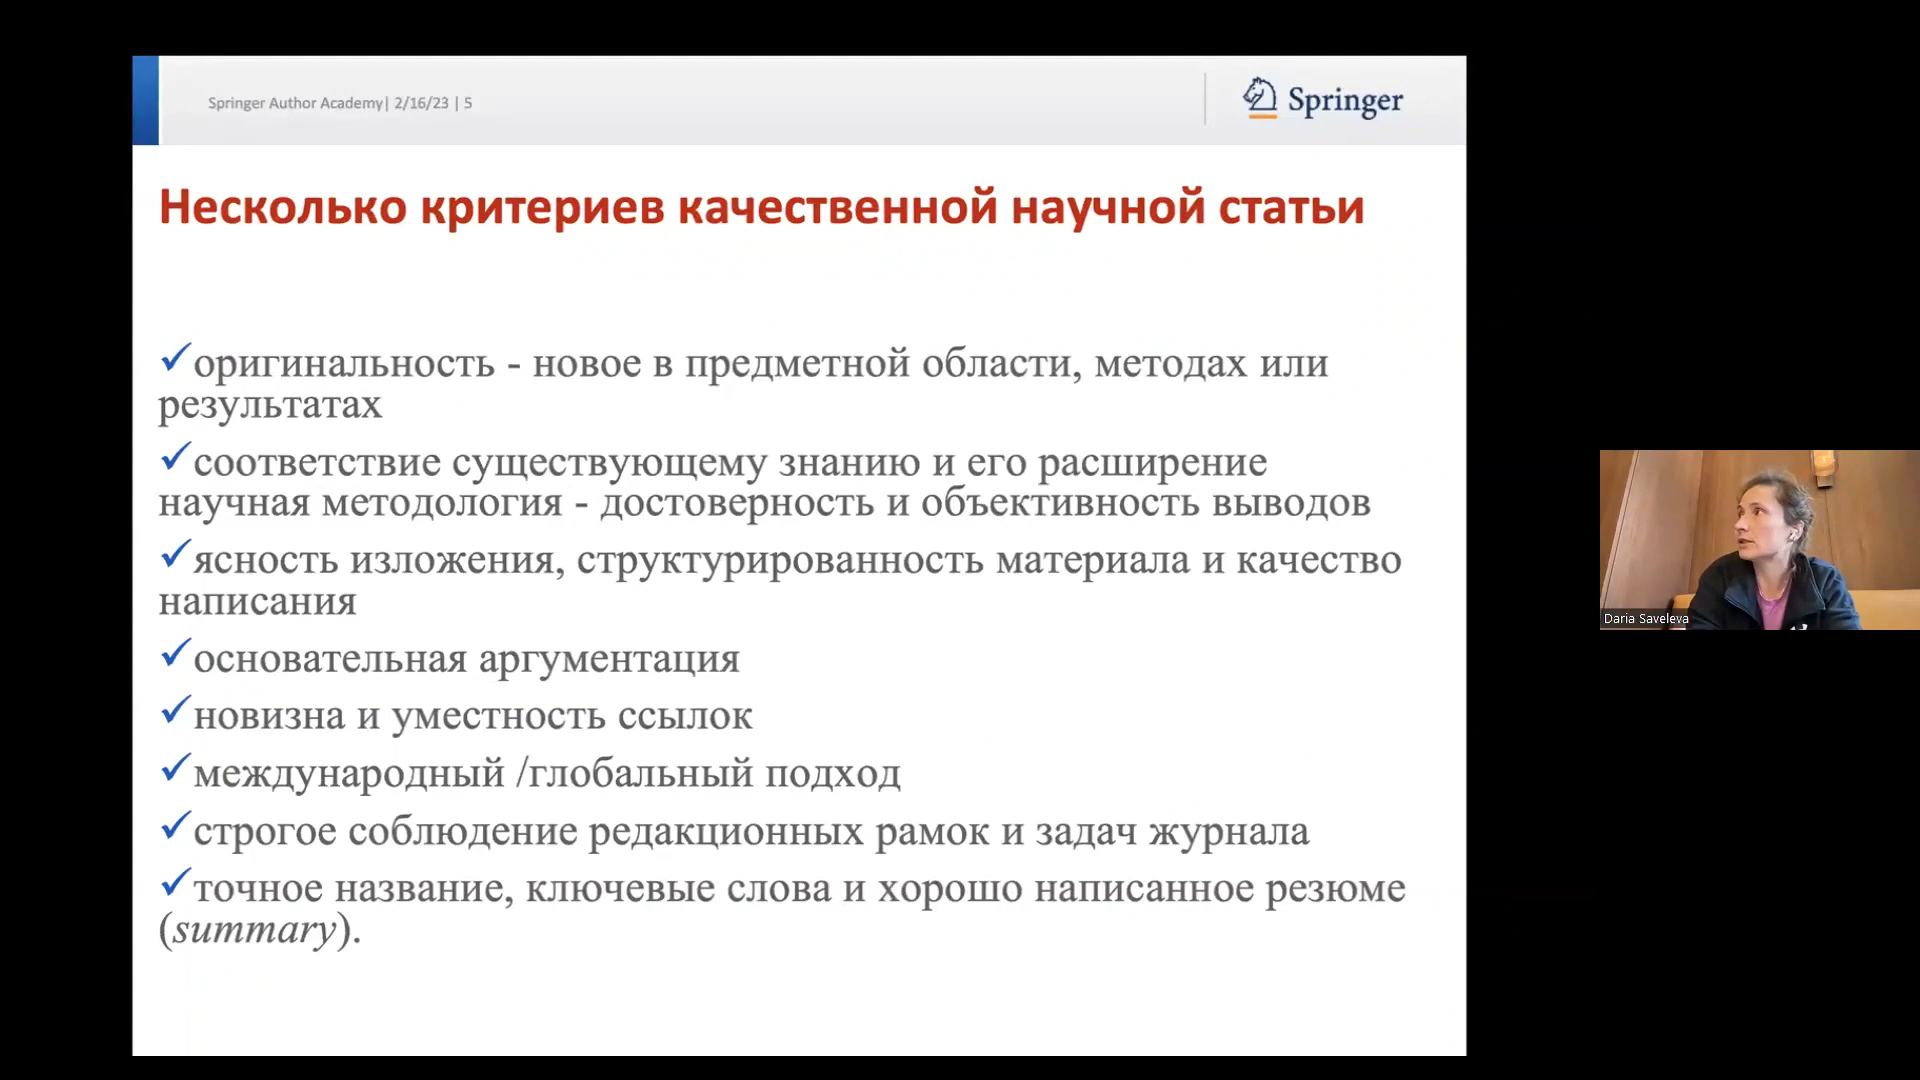 Springer Author Academy| 2/16/23 | 5
Springer
Несколько критериев качественной научной статьи
✓оригинальность - новое в предметной области, методах или
результатах
✓соответствие существующему знанию и его расширение
научная методология - достоверность и объективность выводов
✓ясность изложения, структурированность материала и качество
написания
✓основательная аргументация
✓новизна и уместность ссылок
✓международный /глобальный подход
✓строгое соблюдение редакционных рамок и задач журнала
✓точное название, ключевые слова и хорошо написанное резюме
(summary).
Daria Saveleva